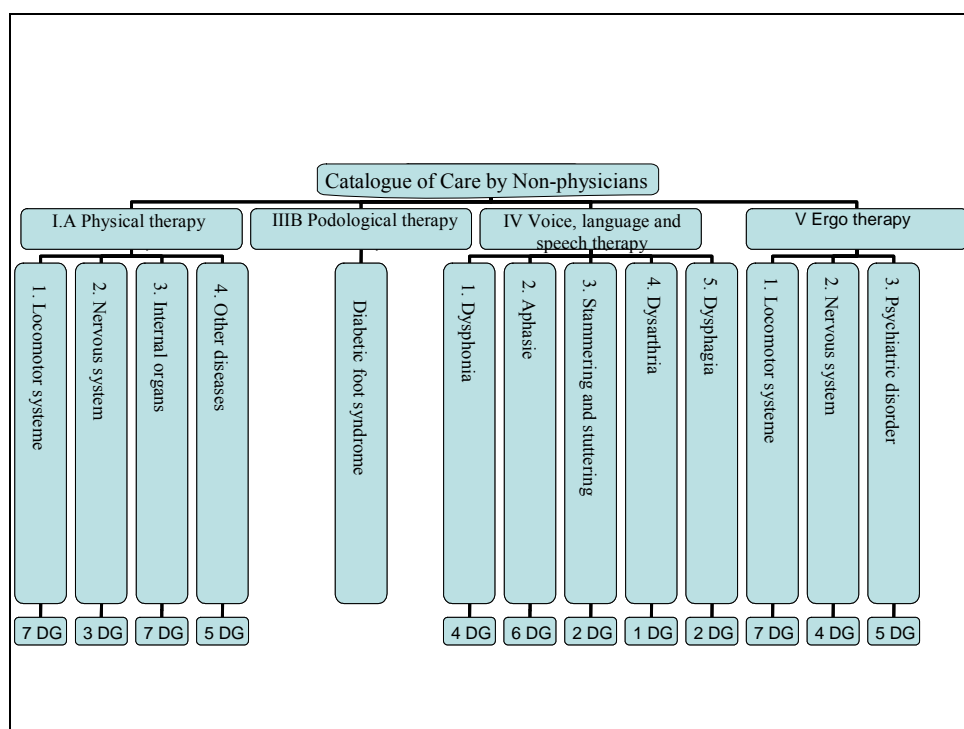 Catalogue of Care by Non-physicians
I.A Physical therapy
IIIB Podological therapy
IV Voice, language and
speech therapy
V Ergo therapy
1. Locomotor systeme
2. Nervous system
3. Internal organs
4. Other diseases
Diabetic foot syndrome
1. Dysphonia
2. Aphasie
3. Stammering and stuttering
4. Dysarthria
5. Dysphagia
1. Locomotor systeme
2. Nervous system
3. Psychiatric disorder
7 DG
3 DG
7 DG
5 DG
4 DG
6 DG
2 DG
1 DG
2 DG
7 DG
4 DG
5 DG